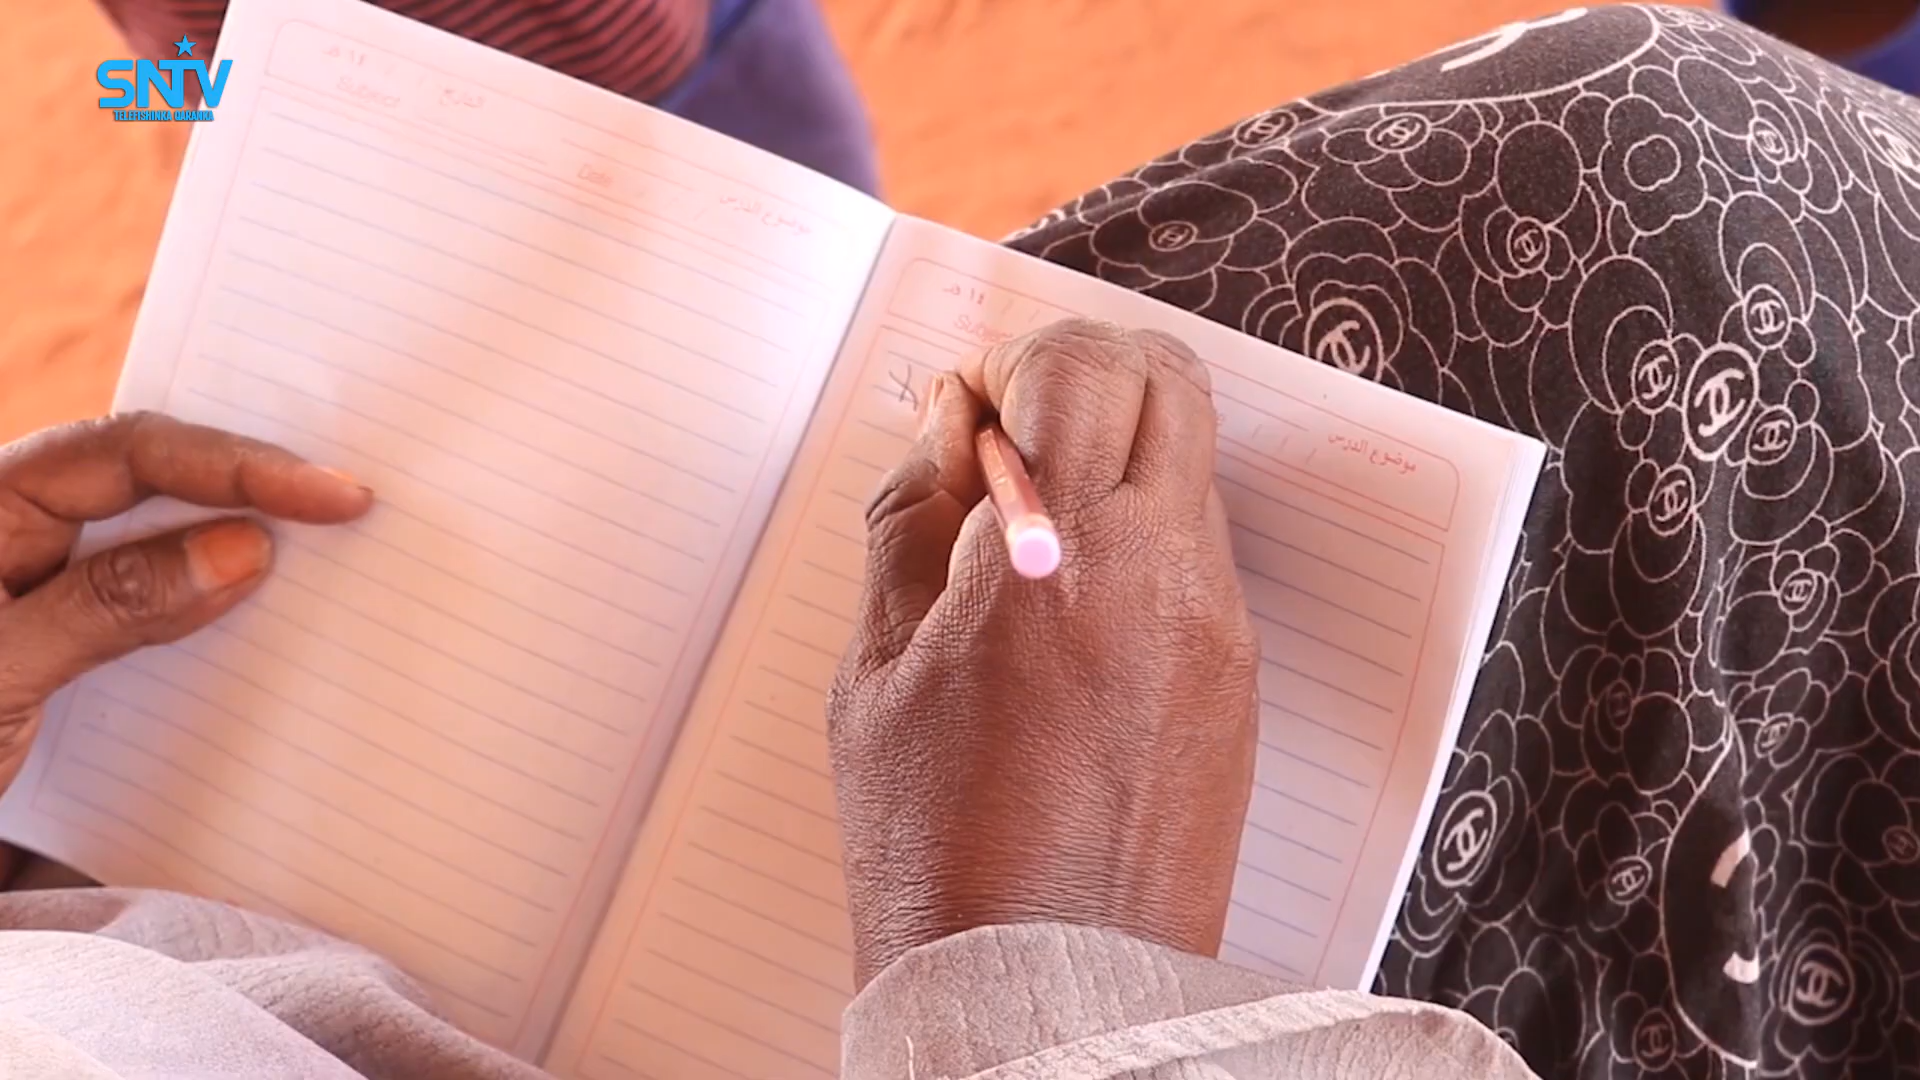 SNTV
TELEFISHINKA QARANKA
١٤ هـ / / التاريخ
Subject
Date / / موضوع الدرس
١٤ هـ / /
Subject
/ / موضوع الدرس
A